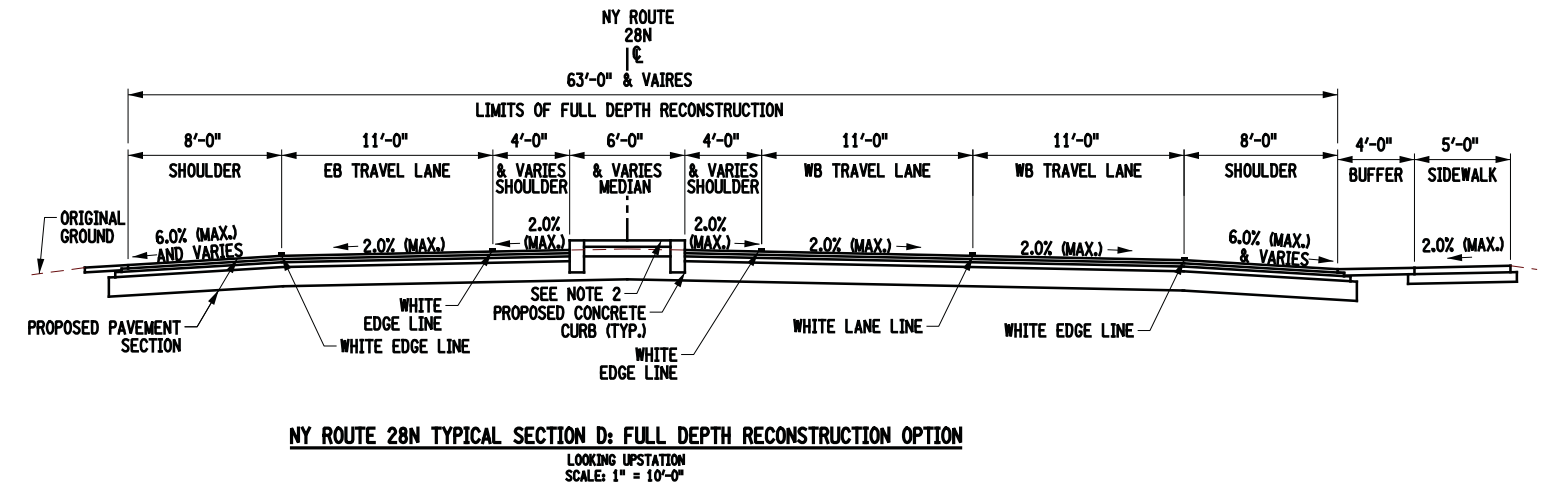 NY ROUTE
28N
℄
63'-0" & VAIRES
LIMITS OF FULL DEPTH RECONSTRUCTION
8'-0"
SHOULDER
11'-0"
EB TRAVEL LANE
4'-0"
& VARIES
SHOULDER
6'-0"
& VARIES
MEDIAN
4'-0"
& VARIES
SHOULDER
11'-0"
WB TRAVEL LANE
11'-0"
WB TRAVEL LANE
8'-0"
SHOULDER
4'-0"
BUFFER
5'-0"
SIDEWALK
ORIGINAL
GROUND
6.0% (MAX.)
AND VARIES
2.0% (MAX.)
2.0%
(MAX.)
2.0%
(MAX.)
2.0% (MAX.)
2.0% (MAX.)
6.0% (MAX.)
& VARIES
2.0% (MAX.)
PROPOSED PAVEMENT
SECTION
WHITE EDGE LINE
WHITE
EDGE LINE
SEE NOTE 2
PROPOSED CONCRETE
CURB (TYP.)
WHITE
EDGE LINE
WHITE LANE LINE
WHITE EDGE LINE
NY ROUTE 28N TYPICAL SECTION D: FULL DEPTH RECONSTRUCTION OPTION
LOOKING UPSTATION
SCALE: 1" = 10'-0"